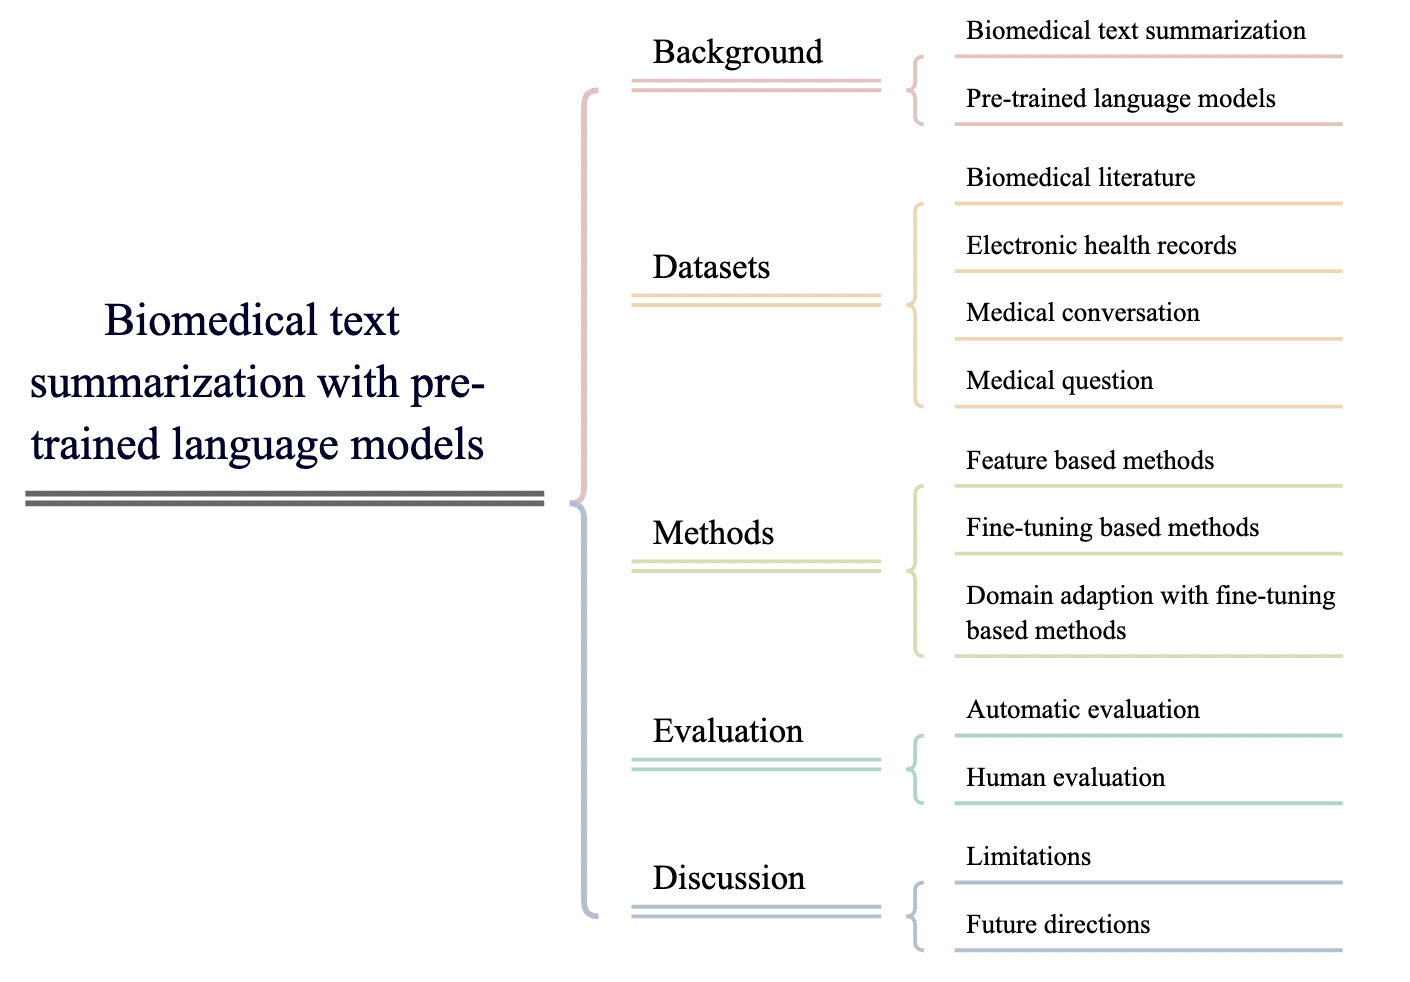 Biomedical text
summarization with pre-
trained language models
Background
Biomedical text summarization
Pre-trained language models
Datasets
Biomedical literature
Electronic health records
Medical conversation
Medical question
Methods
Feature based methods
Fine-tuning based methods
Domain adaption with fine-tuning
based methods
Evaluation
Automatic evaluation
Human evaluation
Discussion
Limitations
Future directions